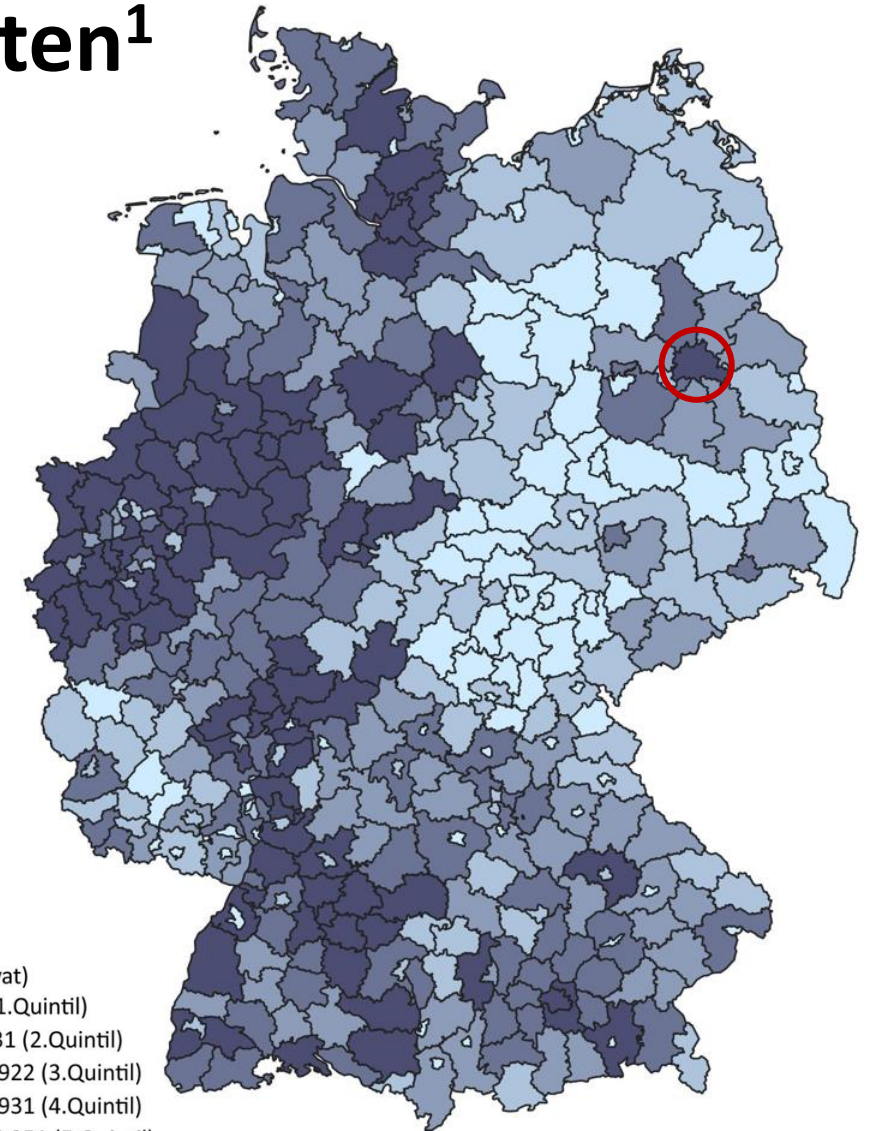 ten¹
vat)
1.Quintil)
31 (2.Quintil)
922 (3.Quintil)
931 (4.Quintil)